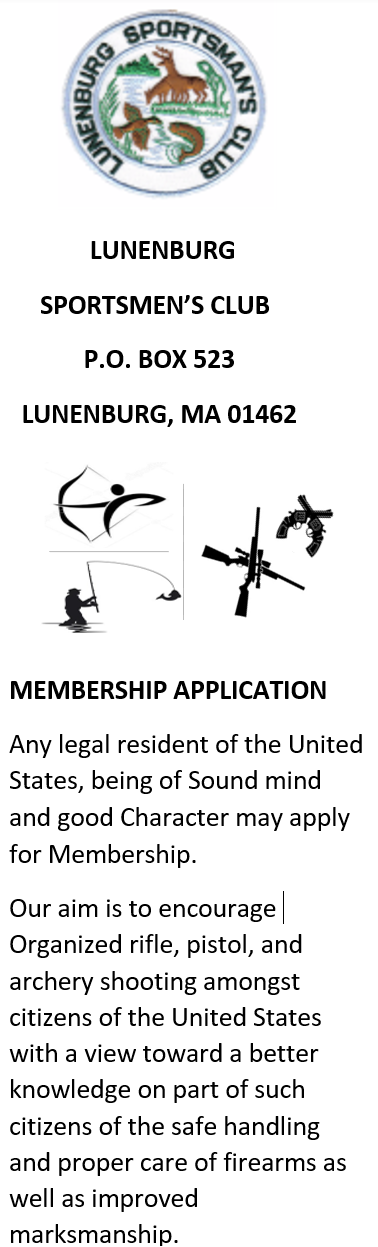 LUNENBURG SPORTSMAN'S CLUB
LUNENBURG
SPORTSMEN'S CLUB
P.O. BOX 523
LUNENBURG, MA 01462
MEMBERSHIP APPLICATION
Any legal resident of the United
States, being of Sound mind
and good Character may apply
for Membership.
Our aim is to encourage
Organized rifle, pistol, and
archery shooting amongst
citizens of the United States
with a view toward a better
knowledge on part of such
citizens of the safe handling
and proper care of firearms as
well as improved
marksmanship.